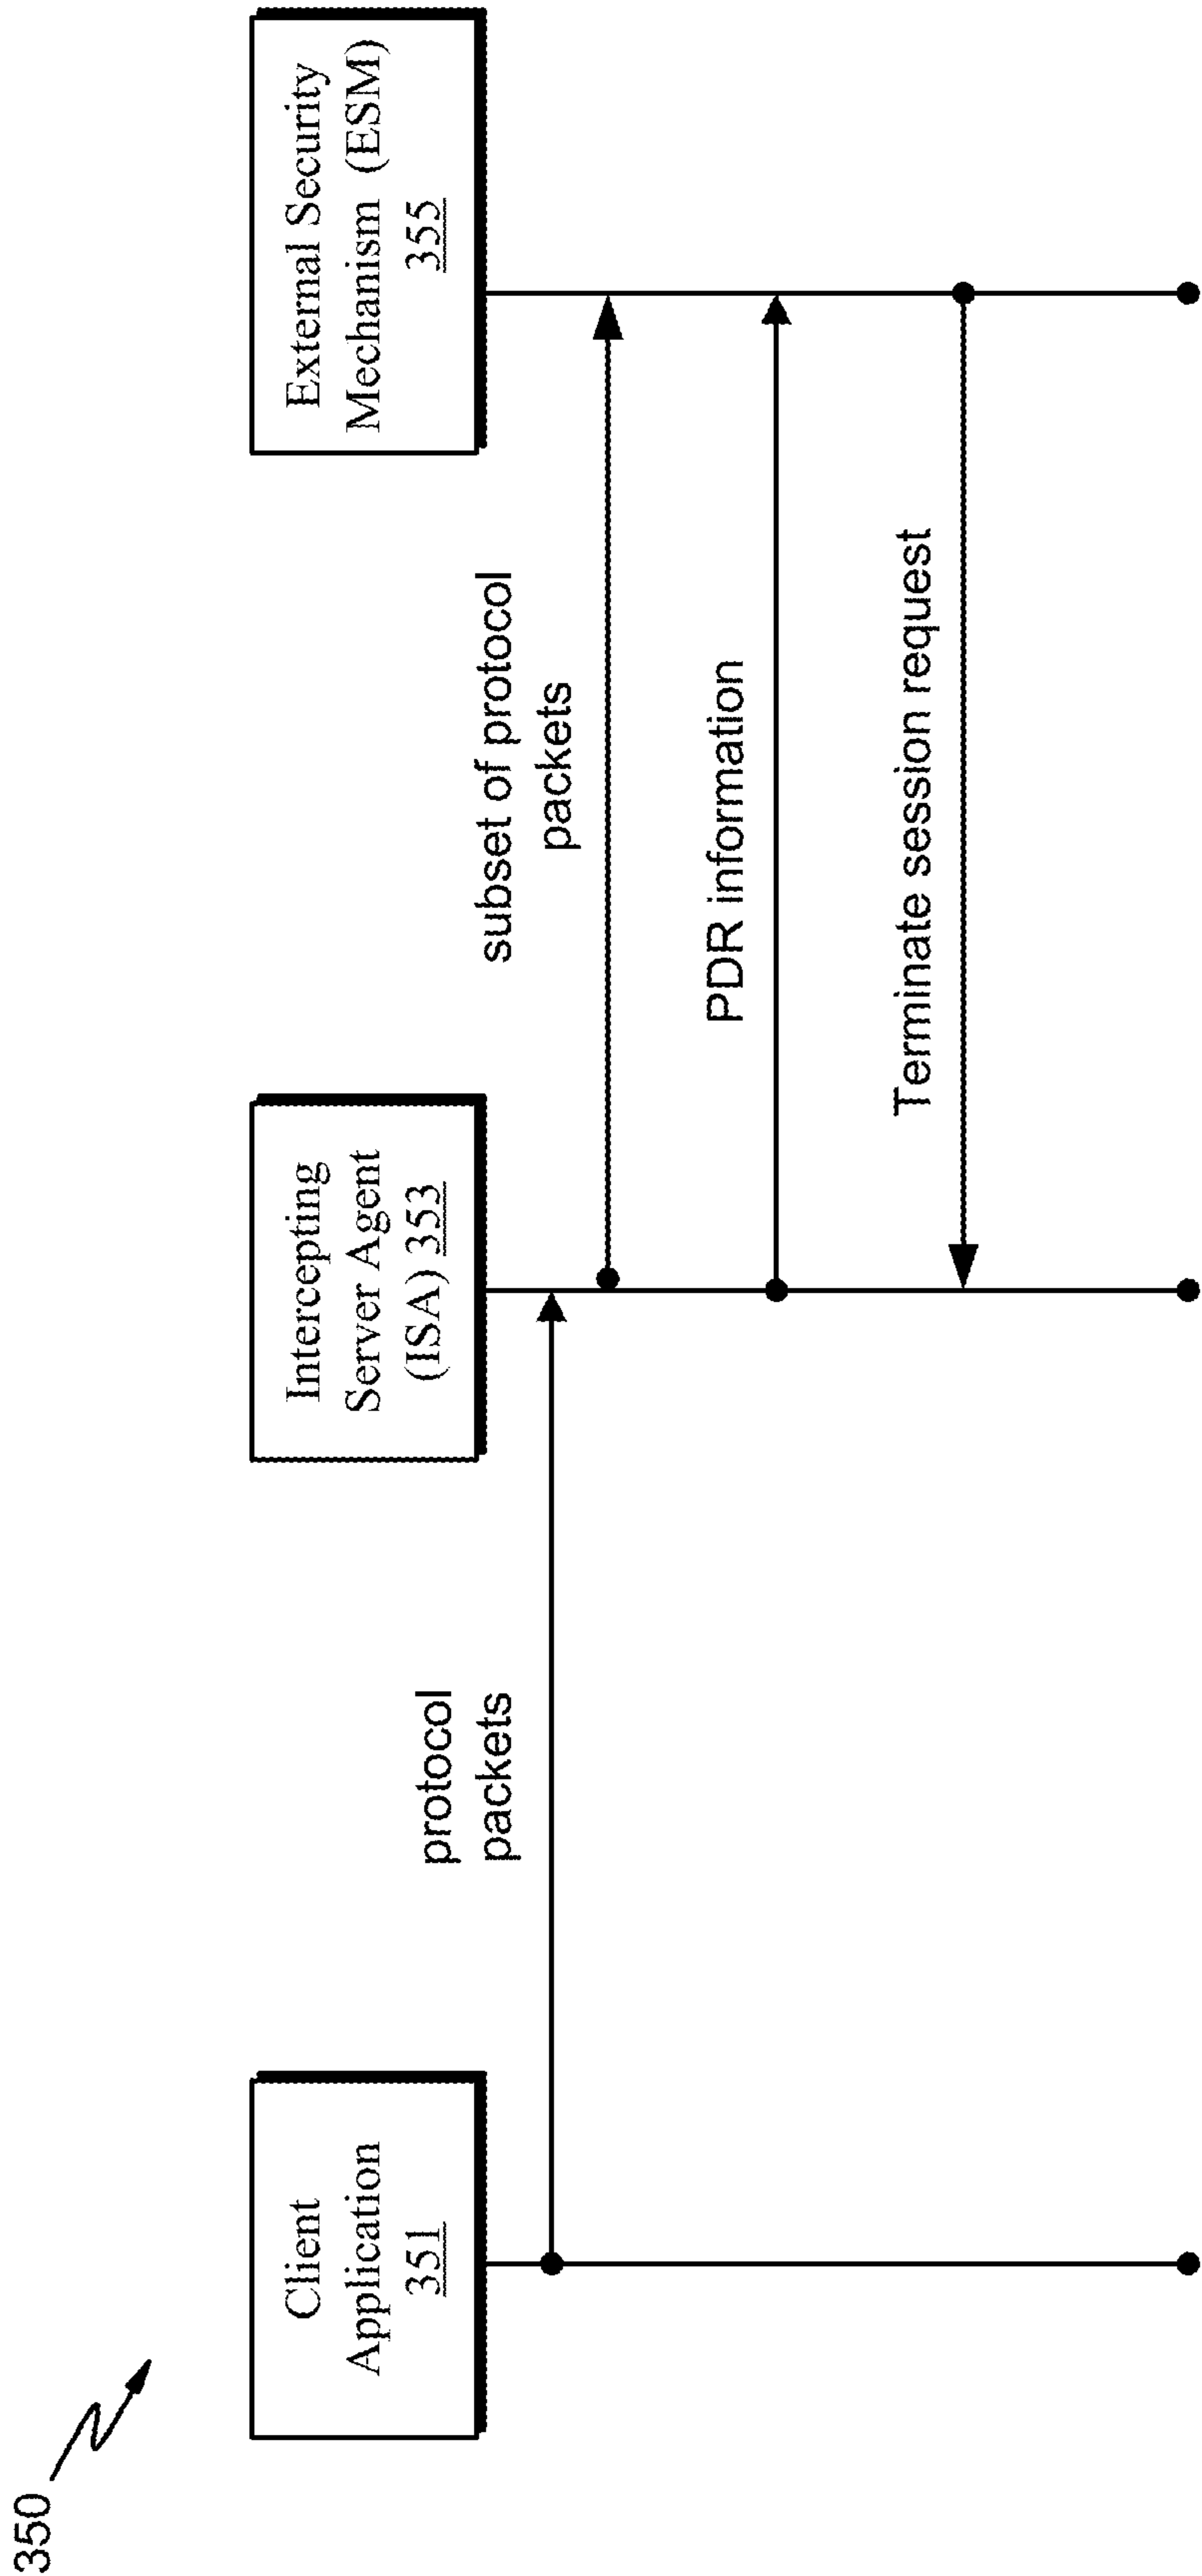 350
Client
Application
351
Intercepting
Server Agent
(ISA) 353
External Security
Mechanism (ESM)
355
protocol
packets
subset of protocol
packets
PDR information
Terminate session request